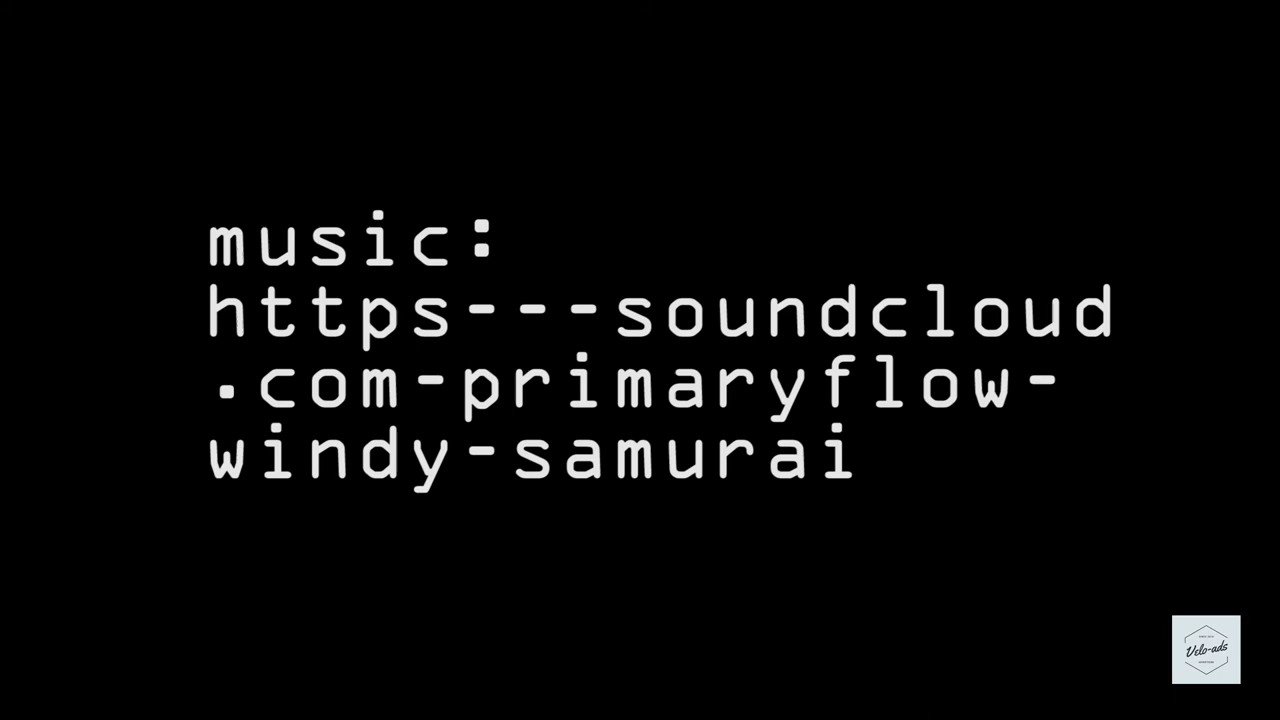 music:
https---soundcloud
.com-primaryflow-
windy-samurai
Velo-ads